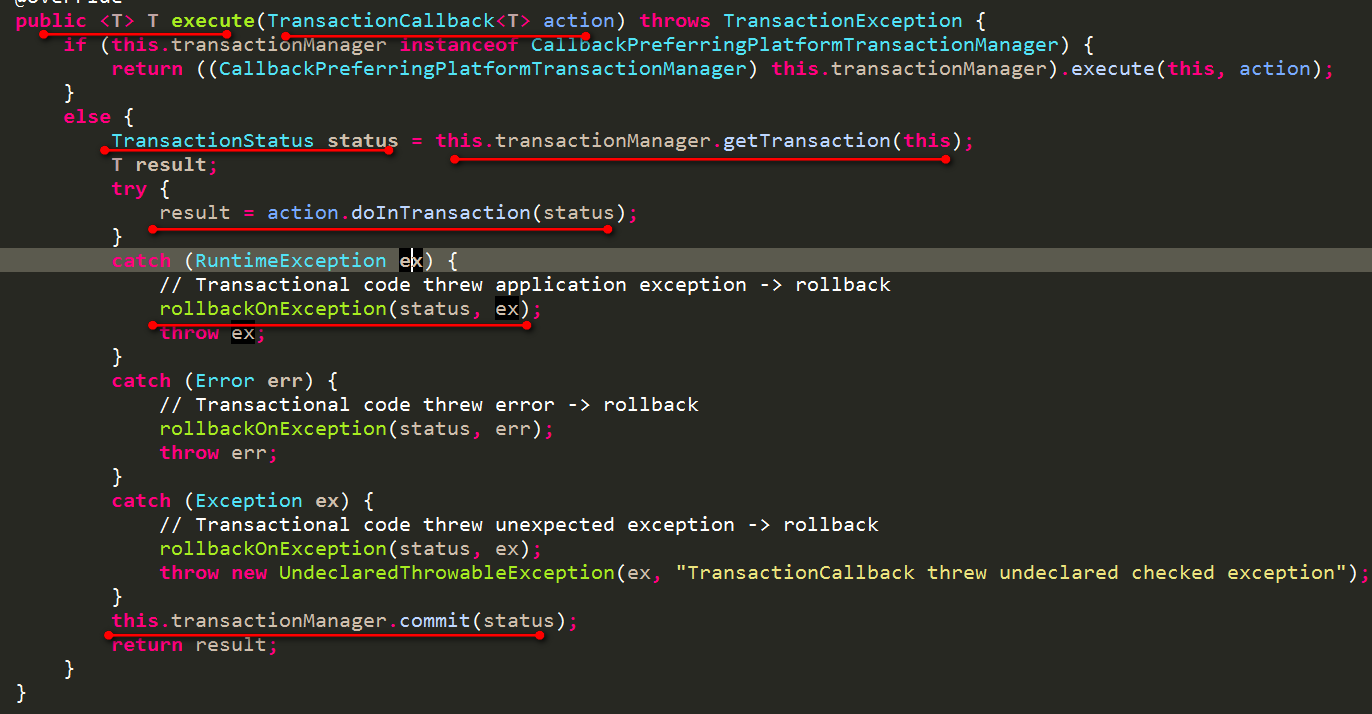 @Override
public <T> T execute(TransactionCallback<T> action) throws TransactionException {
if (this.transactionManager instanceof CallbackPreferringPlatformTransactionManager) {
return ((CallbackPreferringPlatformTransactionManager) this.transactionManager).execute(this, action);
}
else {
TransactionStatus status = this.transactionManager.getTransaction(this);
T result;
try {
result = action.doInTransaction(status);
}
catch (RuntimeException ex) {
// Transactional code threw application exception -> rollback
rollbackOnException(status, ex);
throw ex;
}
catch (Error err) {
// Transactional code threw error -> rollback
rollbackOnException(status, err);
throw err;
}
catch (Exception ex) {
// Transactional code threw unexpected exception -> rollback
rollbackOnException(status, ex);
throw new UndeclaredThrowableException(ex, "TransactionCallback threw undeclared checked exception");
}
this.transactionManager.commit(status);
return result;
}
}